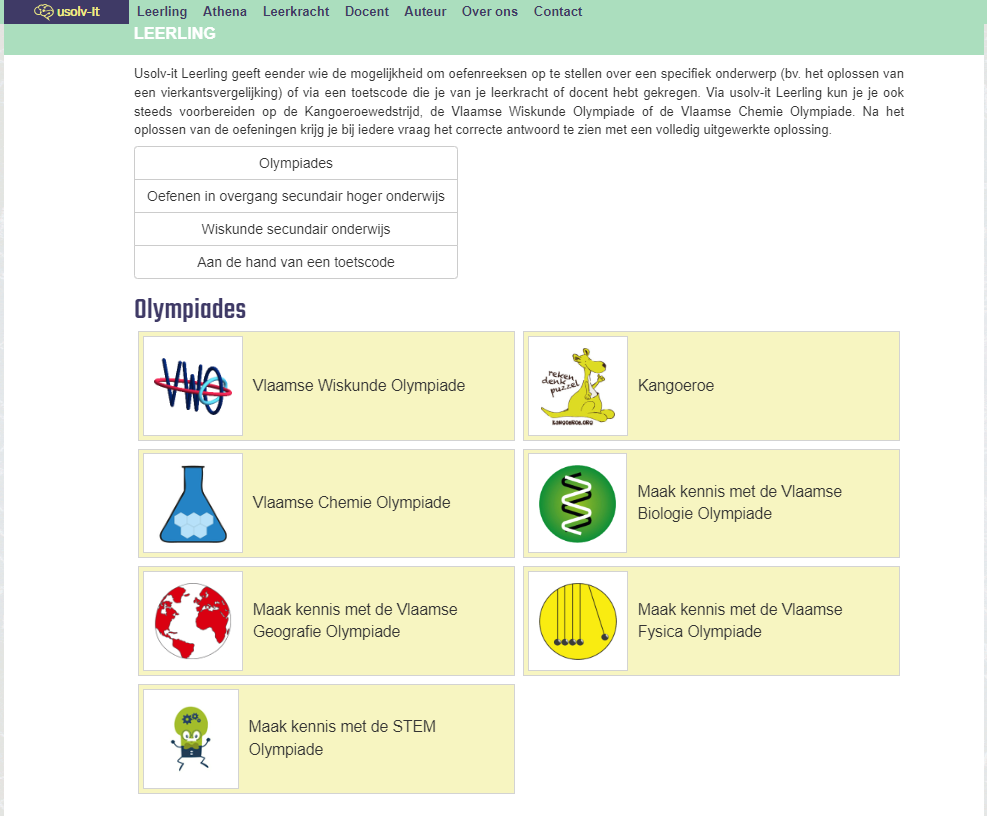 usolv-it Leerling Athena Leerkracht Docent Auteur Over ons Contact
LEERLING
Usolv-it Leerling geeft eender wie de mogelijkheid om oefenreeksen op te stellen over een specifiek onderwerp (bv. het oplossen van
een vierkantsvergelijking) of via een toetscode die je van je leerkracht of docent hebt gekregen. Via usolv-it Leerling kun je je ook
steeds voorbereiden op de Kangoeroewedstrijd, de Vlaamse Wiskunde Olympiade of de Vlaamse Chemie Olympiade. Na het
oplossen van de oefeningen krijg je bij iedere vraag het correcte antwoord te zien met een volledig uitgewerkte oplossing.
Olympiades
Oefenen in overgang secundair hoger onderwijs
Wiskunde secundair onderwijs
Aan de hand van een toetscode
Olympiades
VWO
Vlaamse Wiskunde Olympiade
reken
denk
puzzel
KANGOEROE.ORG
Kangoeroe
Vlaamse Chemie Olympiade
Maak kennis met de Vlaamse
Biologie Olympiade
Maak kennis met de Vlaamse
Geografie Olympiade
Maak kennis met de Vlaamse
Fysica Olympiade
Maak kennis met de STEM
Olympiade